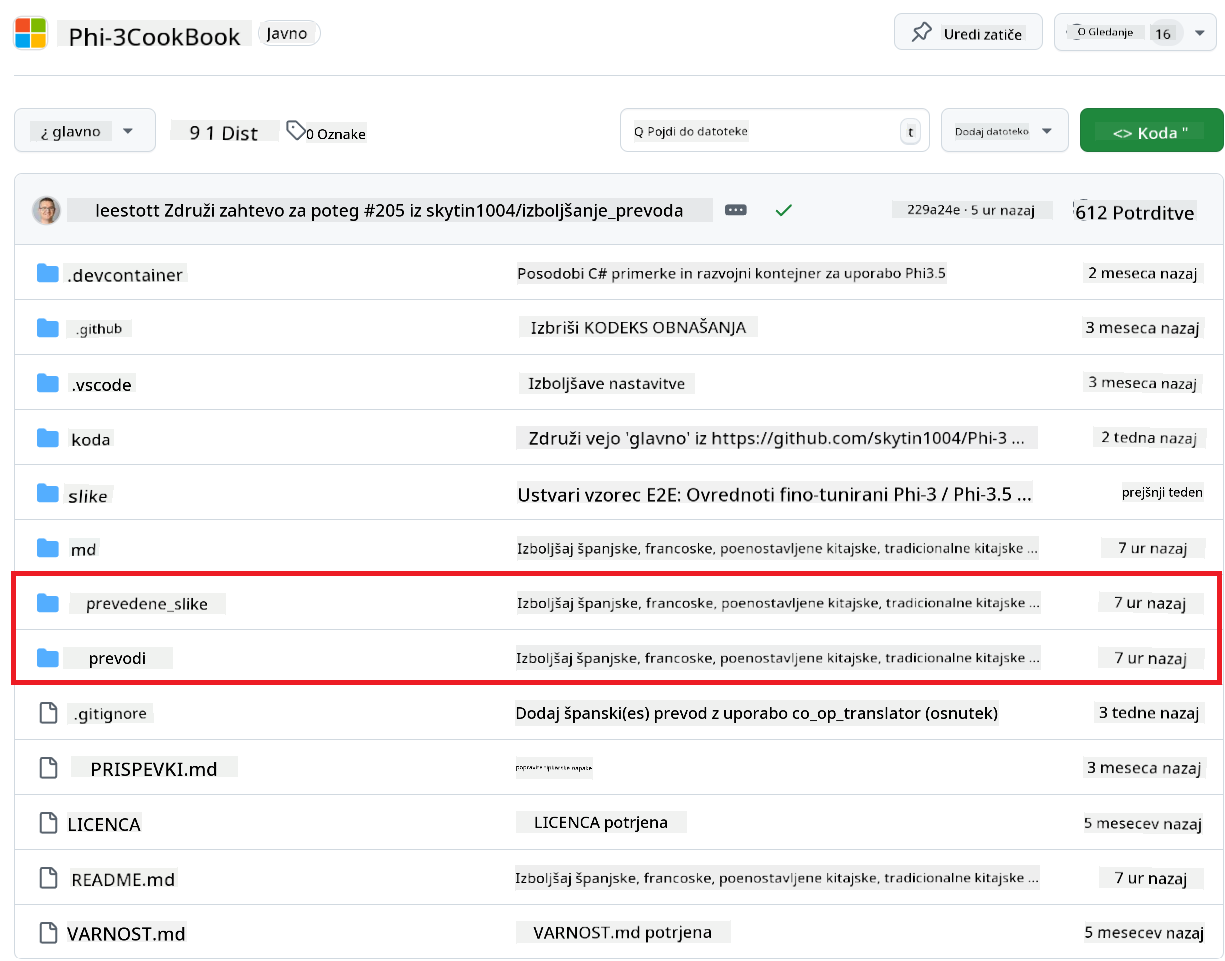 Phi-3CookBook Javno Uredi zatiče O Gledanje 16
¿ glavno 9 1 Dist 0 Oznake Q Pojdi do datoteke t Dodaj datoteko <> Koda "
leestott Združi zahtevo za poteg #205 iz skytin1004/izboljšanje_prevoda 229a24e · 5 ur nazaj 612 Potrditve
.devcontainer Posodobi C# primerke in razvojni kontejner za uporabo Phi3.5 2 meseca nazaj
.github Izbriši KODEKS OBNAŠANJA 3 meseca nazaj
.vscode Izboljšave nastavitve 3 meseca nazaj
koda Združi vejo 'glavno' iz https://github.com/skytin1004/Phi-3 ... 2 tedna nazaj
slike Ustvari vzorec E2E: Ovrednoti fino-tunirani Phi-3 / Phi-3.5 ... prejšnji teden
md Izboljšaj španjske, francoske, poenostavljene kitajske, tradicionalne kitajske ... 7 ur nazaj
prevedene_slike Izboljšaj španjske, francoske, poenostavljene kitajske, tradicionalne kitajske ... 7 ur nazaj
prevodi Izboljšaj španjske, francoske, poenostavljene kitajske, tradicionalne kitajske ... 7 ur nazaj
.gitignore Dodaj španski(es) prevod z uporabo co_op_translator (osnutek) 3 tedne nazaj
PRISPEVKI.md popravite tipkarske napake 3 meseca nazaj
LICENCA LICENCA potrjena 5 mesecev nazaj
README.md Izboljšaj španjske, francoske, poenostavljene kitajske, tradicionalne kitajske ... 7 ur nazaj
VARNOST.md VARNOST.md potrjena 5 mesecev nazaj